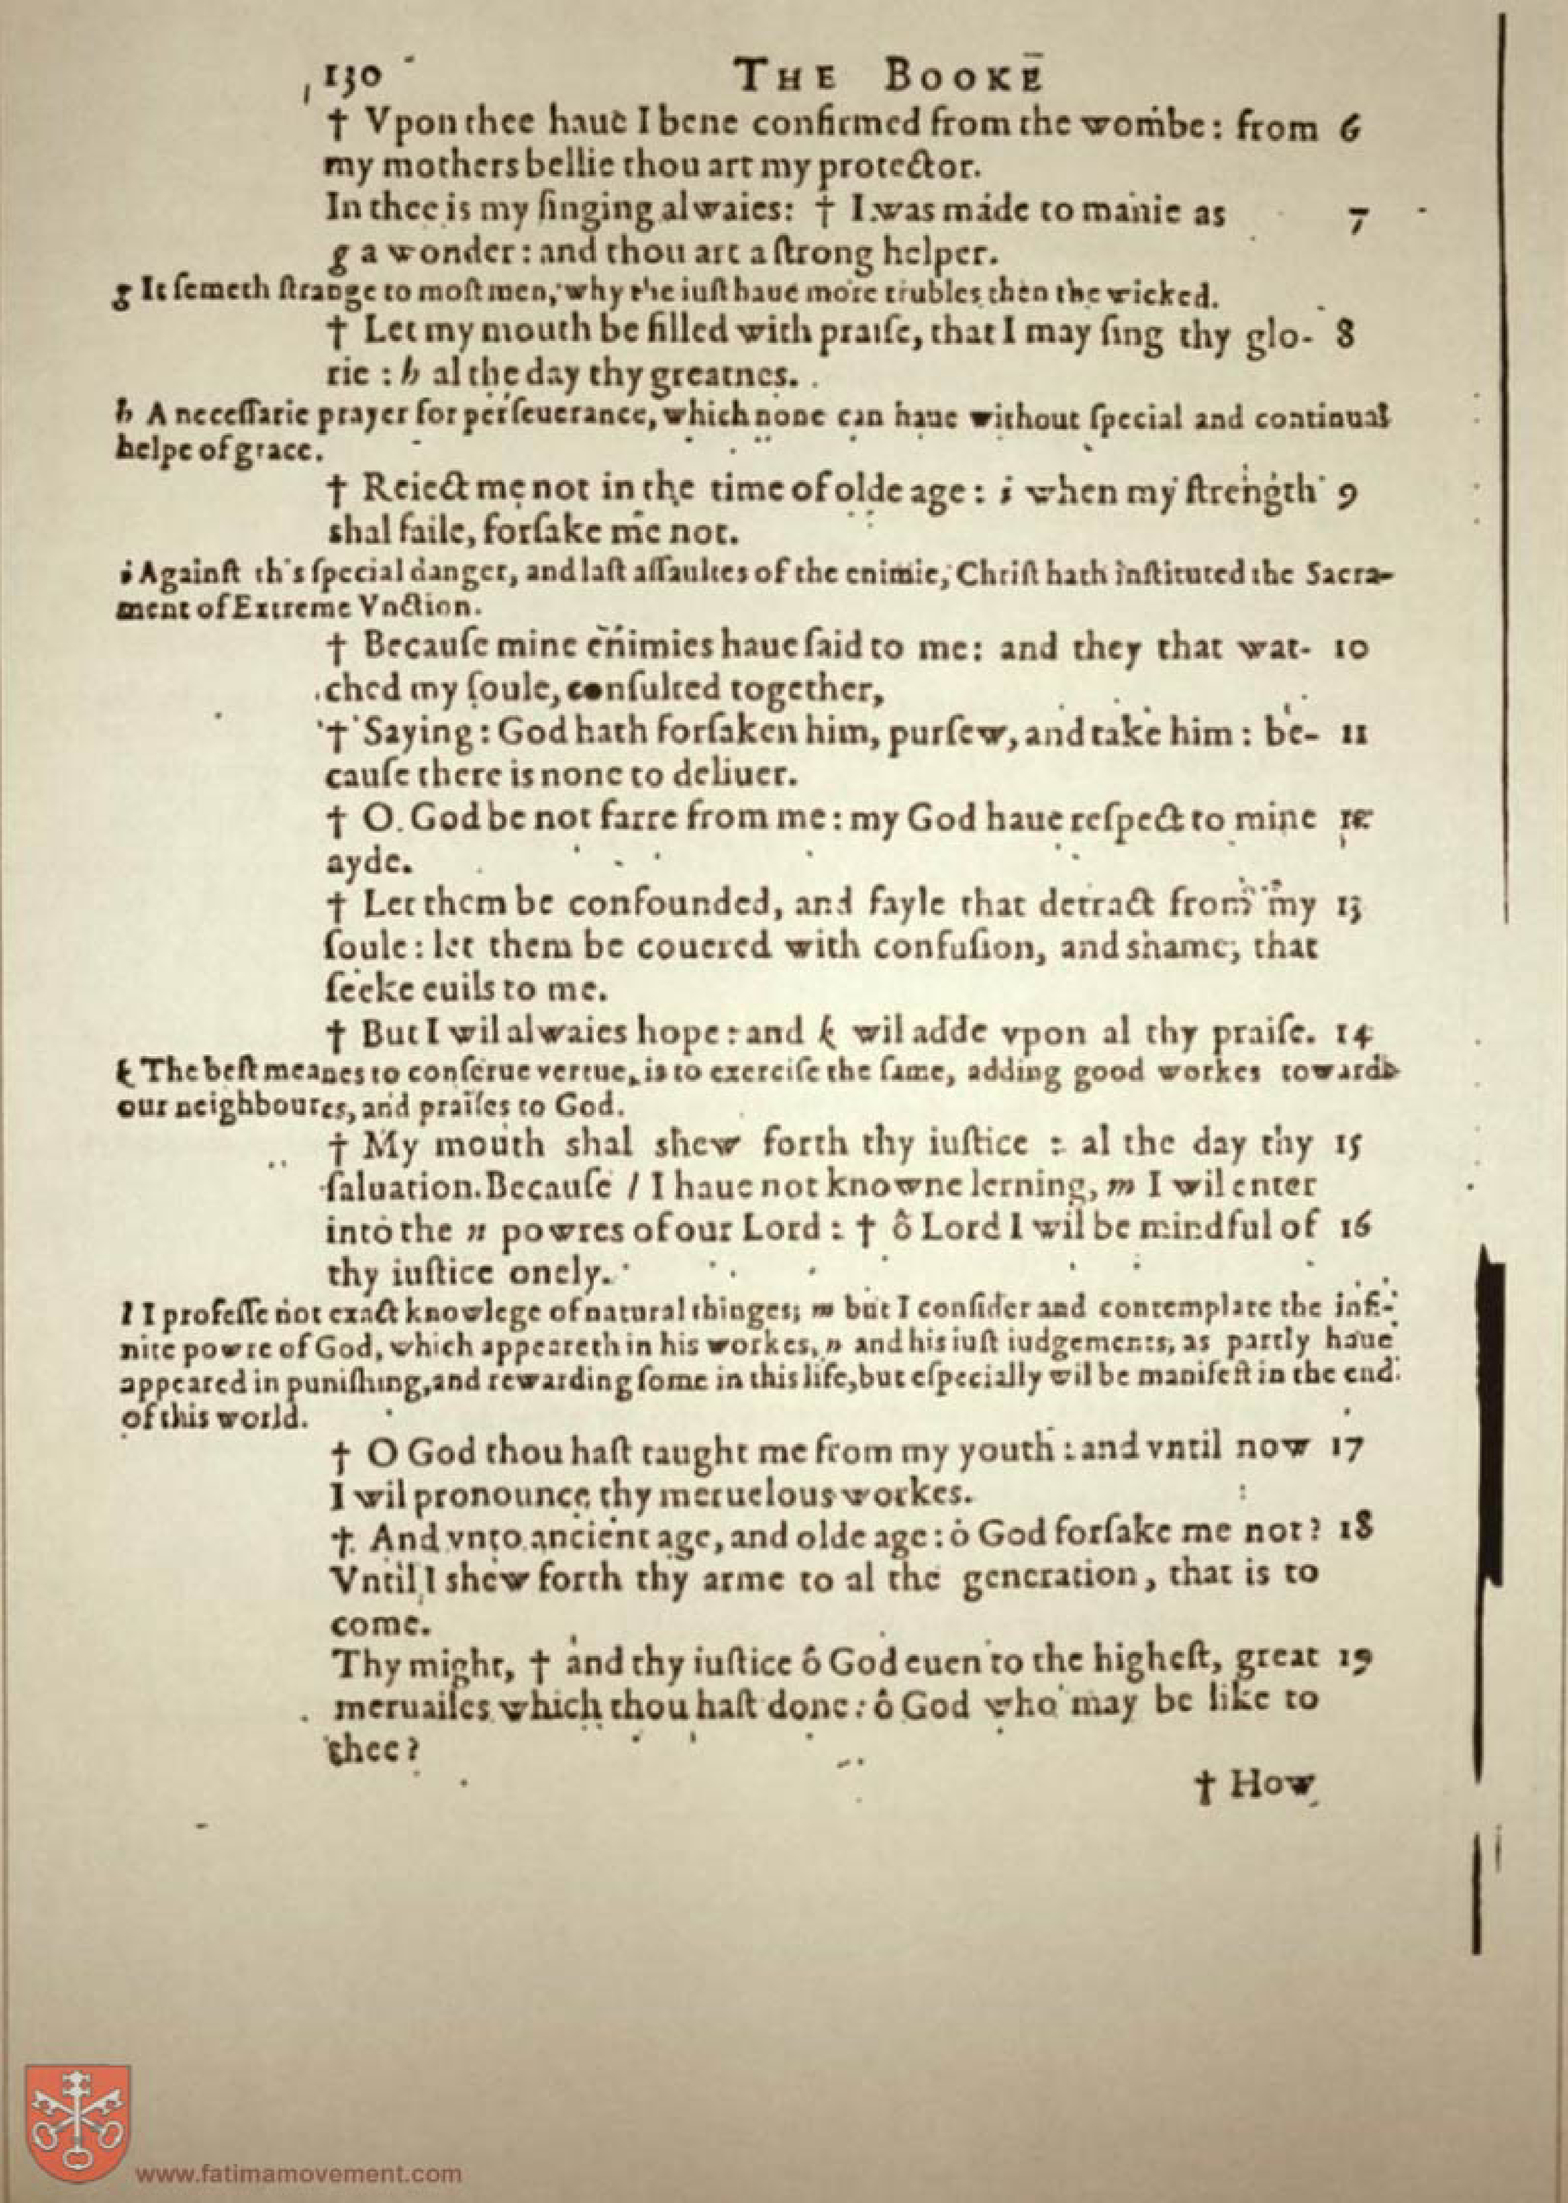 130 THE BOOKE
† Vpon thee haue I bene confirmed from the wombe: from 6
my mothers bellie thou art my protector.
In thee is my ſinging alwaies: † I was made to manie as 7
g a wonder: and thou art a ſtrong helper.
g It ſemeth ſtrange to moſt men, why the iuſt haue more trubles then the wicked.
† Let my mouth be filled with praiſe, that I may ſing thy glo- 8
rie : h al the day thy greatnes.
h A neceſſarie prayer for perſeuerance, which none can haue without ſpecial and continual
helpe of grace.
† Reiect me not in the time of olde age: i when my ſtrength 9
shal faile, forſake me not.
i Againſt this ſpecial danger, and laſt aſſaultes of the enimie, Chriſt hath inſtituted the Sacra-
ment of Extreme Vnction.
† Becauſe mine enimies haue ſaid to me: and they that wat- 10
ched my ſoule, conſulted together,
† Saying: God hath forſaken him, purſew, and take him: be- 11
cauſe there is none to deliuer.
† O God be not farre from me: my God haue reſpect to mine 12
ayde.
† Let them be confounded, and fayle that detract from my 13
ſoule: let them be couered with confuſion, and shame, that
ſeeke euils to me.
† But I wil alwaies hope: and k wil adde vpon al thy praiſe. 14
k The beſt meanes to conſerue vertue, is to exerciſe the ſame, adding good workes towards
our neighboures, and praiſes to God.
† My mouth shal shew forth thy iuſtice : al the day thy 15
ſaluation. Becauſe l I haue not knowne lerning, m I wil enter
into the n powres of our Lord : † ô Lord I wil be mindful of 16
thy iuſtice onely.
l I profeſſe not exact knowlege of natural thinges; m but I conſider and contemplate the infi-
nite powre of God, which appeareth in his workes, n and his iuſt iudgements, as partly haue
appeared in puniſhing, and rewarding ſome in this life, but eſpecially wil be manifeſt in the end
of this world.
† O God thou haſt taught me from my youth : and vntil now 17
I wil pronounce thy meruelous workes.
† And vnto ancient age, and olde age: ô God forſake me not? 18
Vntil I shew forth thy arme to al the generation, that is to
come.
Thy might, † and thy iuſtice ô God euen to the higheſt, great 19
meruailes which thou haſt done: ô God who may be like to
thee?
† How
www.fatimamovement.com